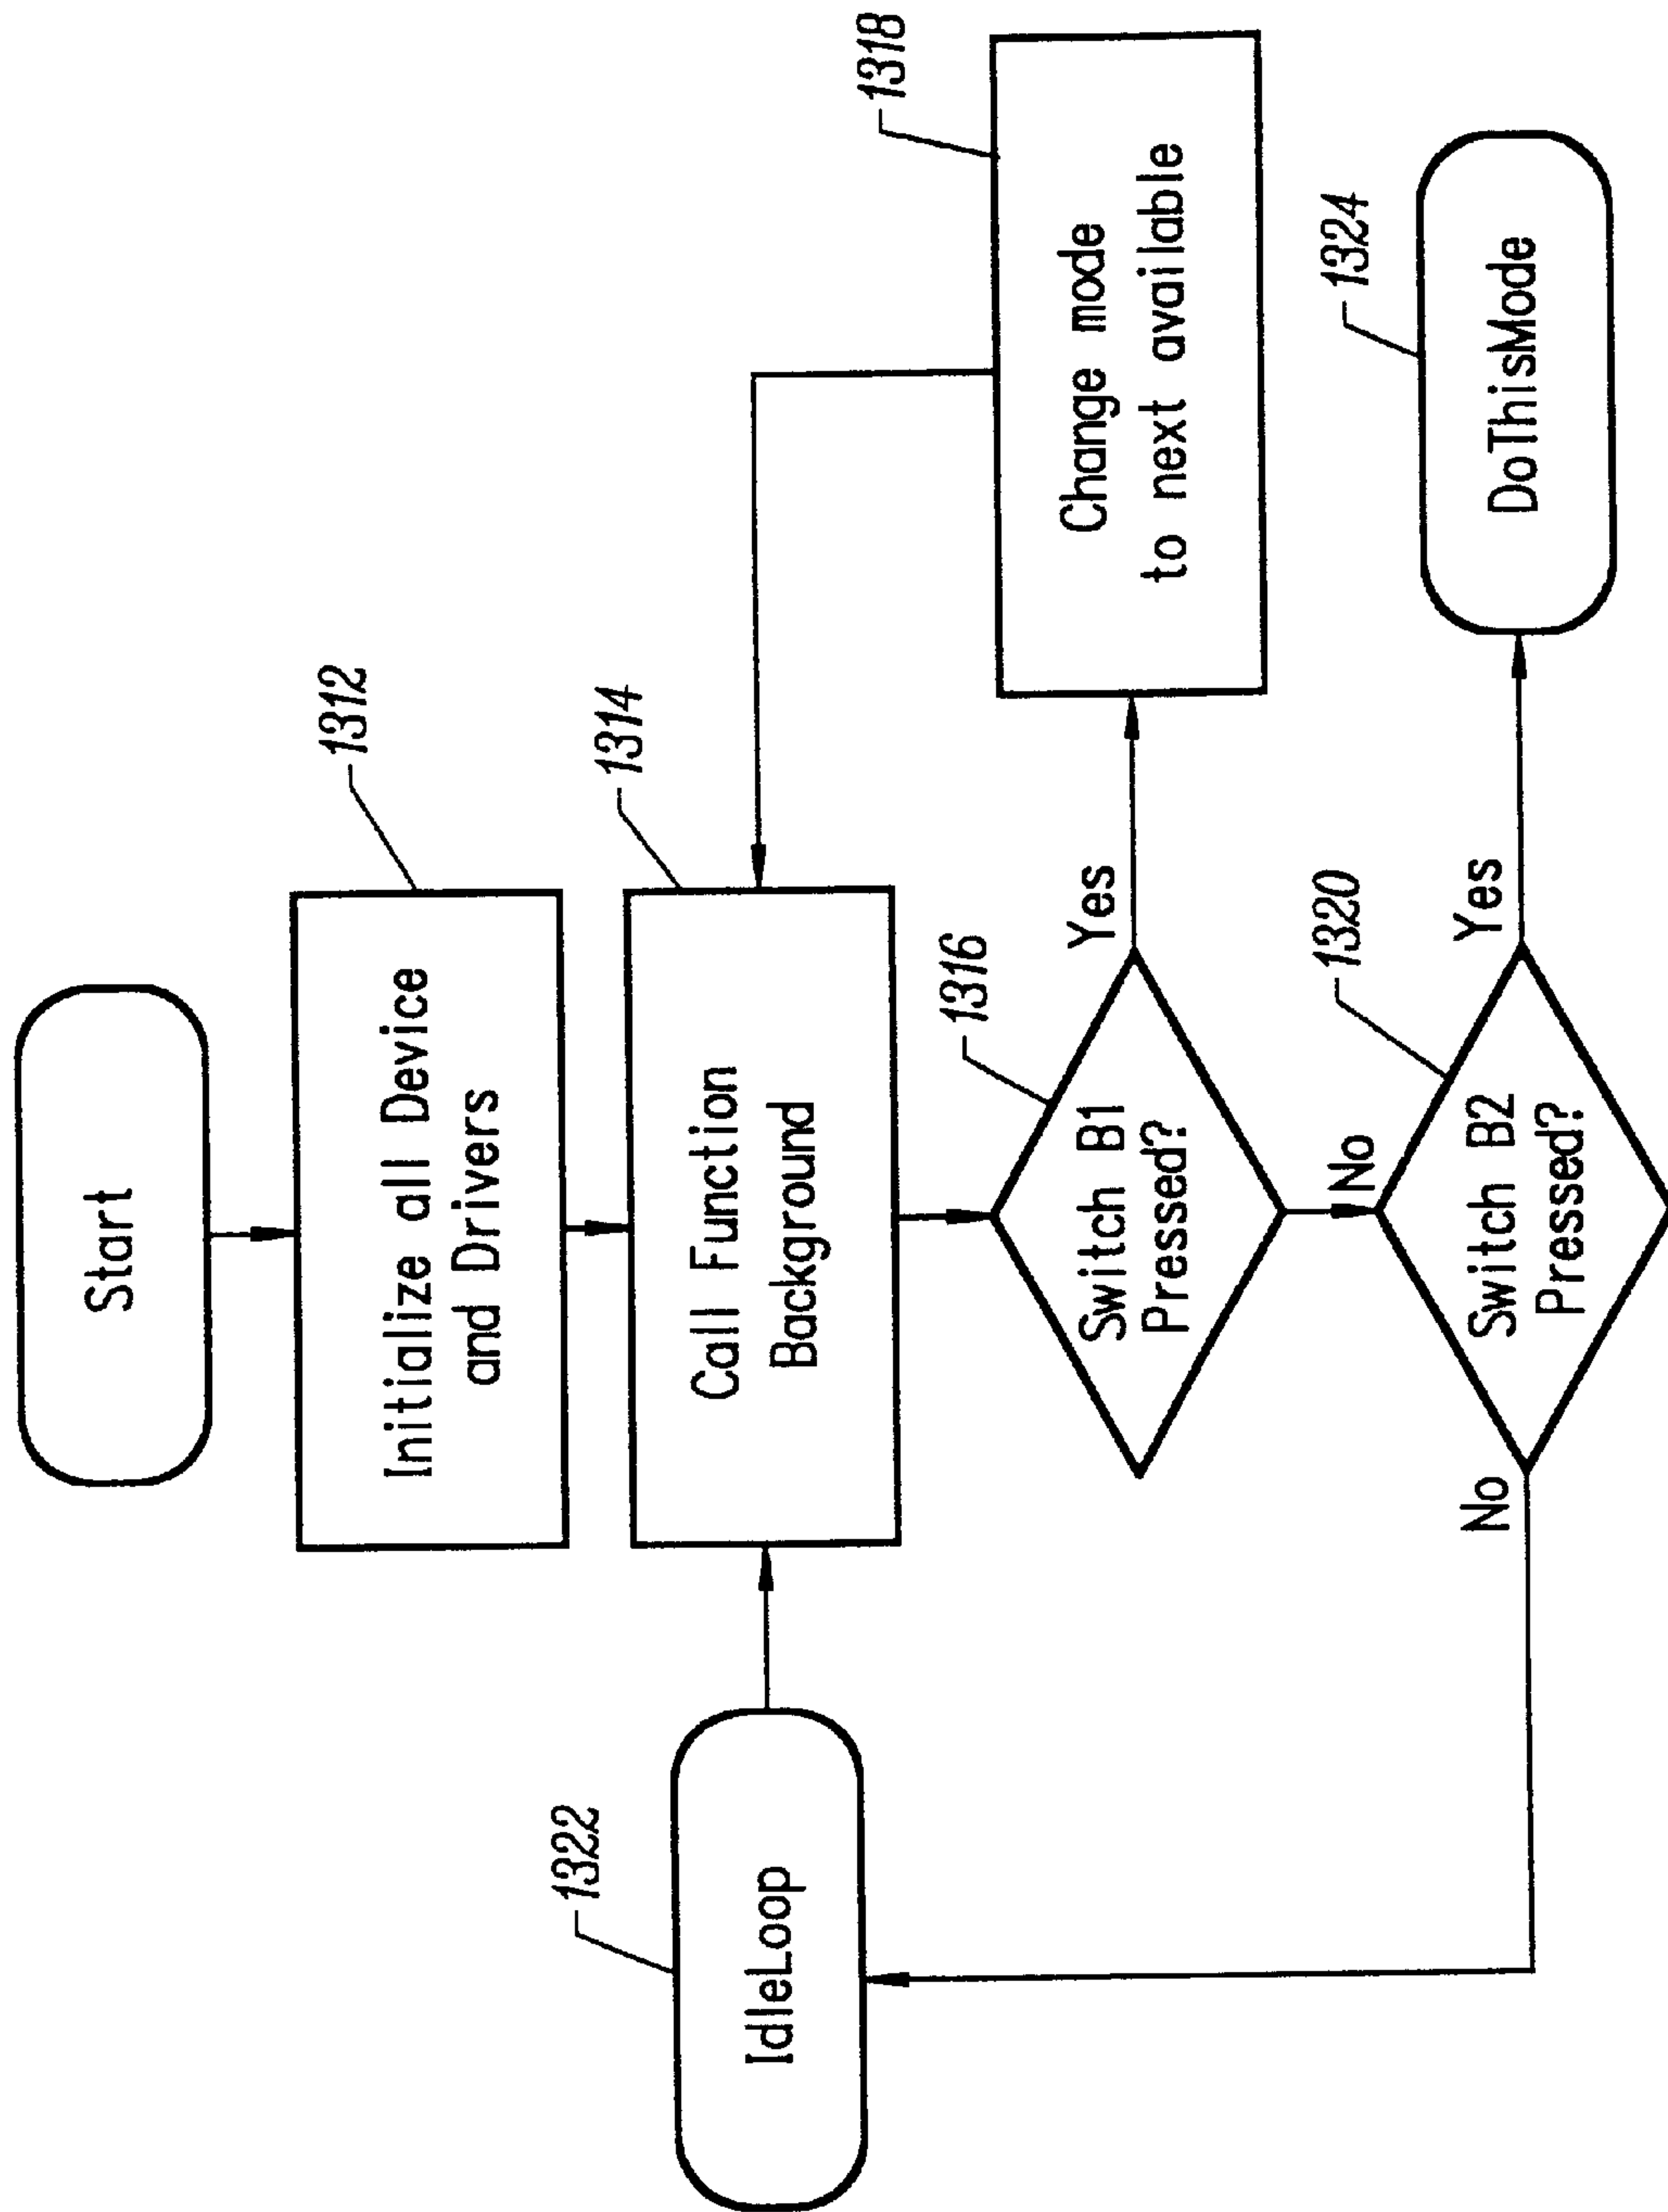 Start
1312
Initialize all Device
and Drivers
1314
Call Function
Background
1322
IdleLoop
1316
Switch B1
Pressed?
Yes
1318
Change mode
to next available
No
1320
Switch B2
Pressed?
Yes
No
1324
DoThisMode